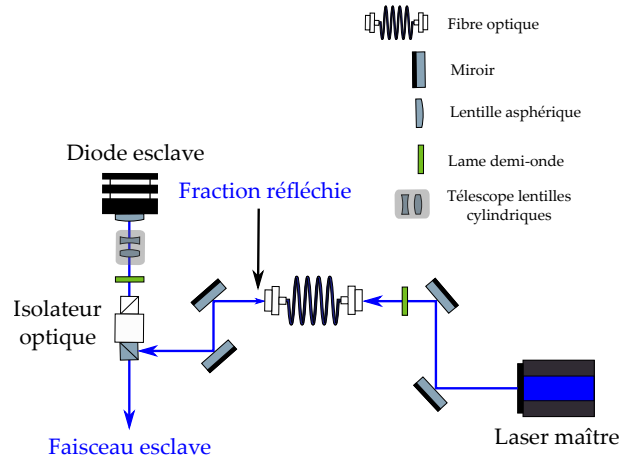 Fibre optique
Miroir
Lentille asphérique
Lame demi-onde
Télescope lentilles
cylindriques
Diode esclave
Fraction réfléchie
Isolateur
optique
Faisceau esclave
Laser maître